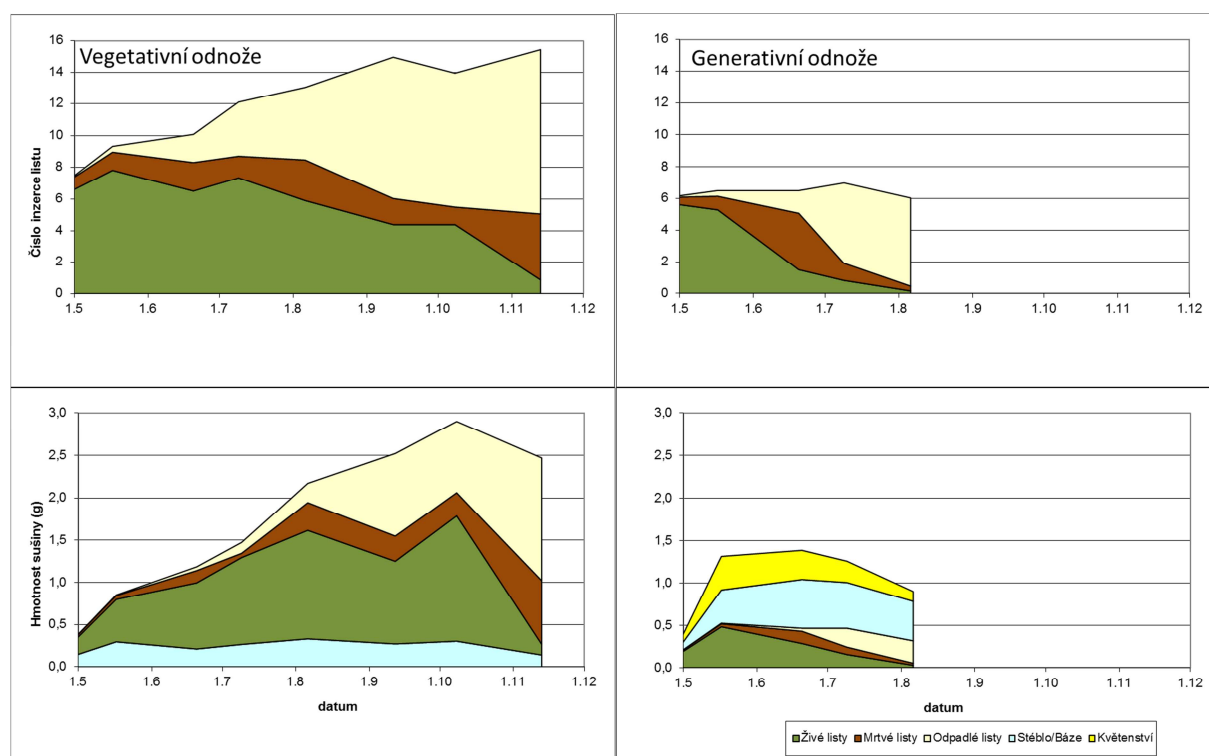 Vegetativní odnože
Číslo inzerce listu
16
14
12
10
8
6
4
2
0
1.5 1.6 1.7 1.8 1.9 1.10 1.11 1.12
Generativní odnože
16
14
12
10
8
6
4
2
0
1.5 1.6 1.7 1.8 1.9 1.10 1.11 1.12
Hmotnost sušiny (g)
3,0
2,5
2,0
1,5
1,0
0,5
0,0
1.5 1.6 1.7 1.8 1.9 1.10 1.11 1.12
datum
3,0
2,5
2,0
1,5
1,0
0,5
0,0
1.5 1.6 1.7 1.8 1.9 1.10 1.11 1.12
datum
Živé listy Mrtvé listy Odpadlé listy Stéblo/Báze Květenství